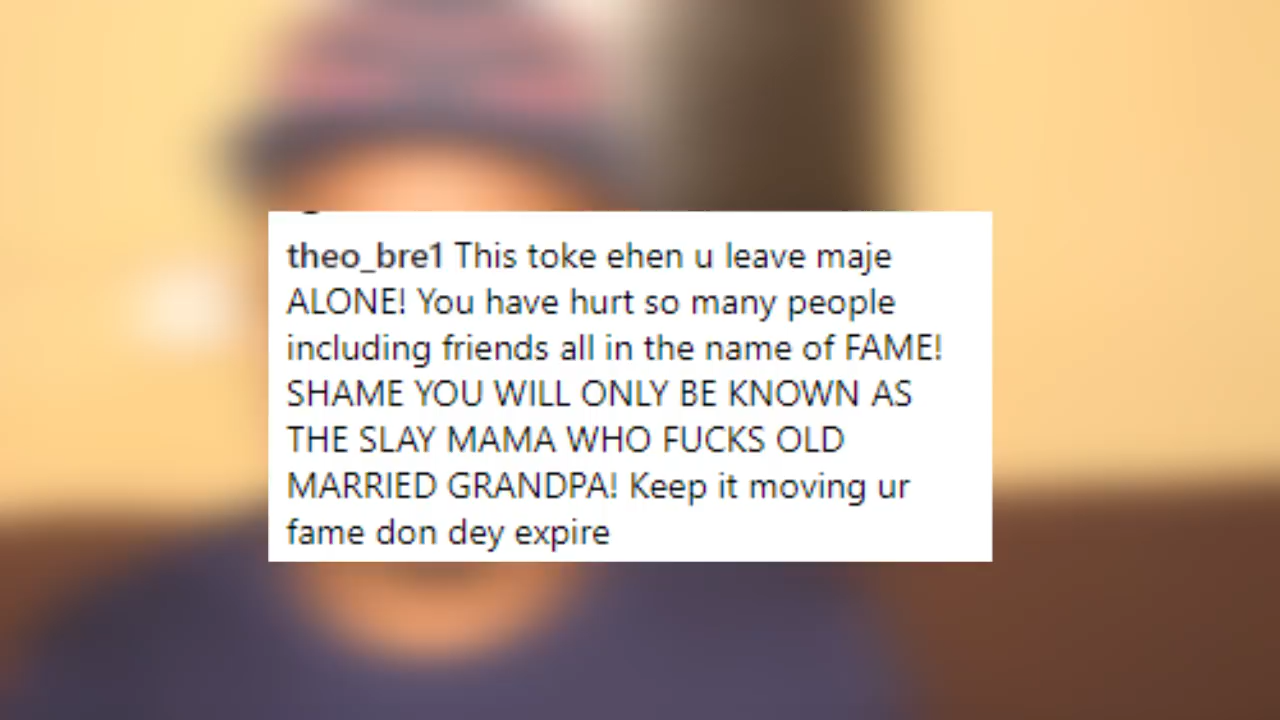 theo_bre1 This toke ehen u leave maje
ALONE! You have hurt so many people
including friends all in the name of FAME!
SHAME YOU WILL ONLY BE KNOWN AS
THE SLAY MAMA WHO FUCKS OLD
MARRIED GRANDPA! Keep it moving ur
fame don dey expire